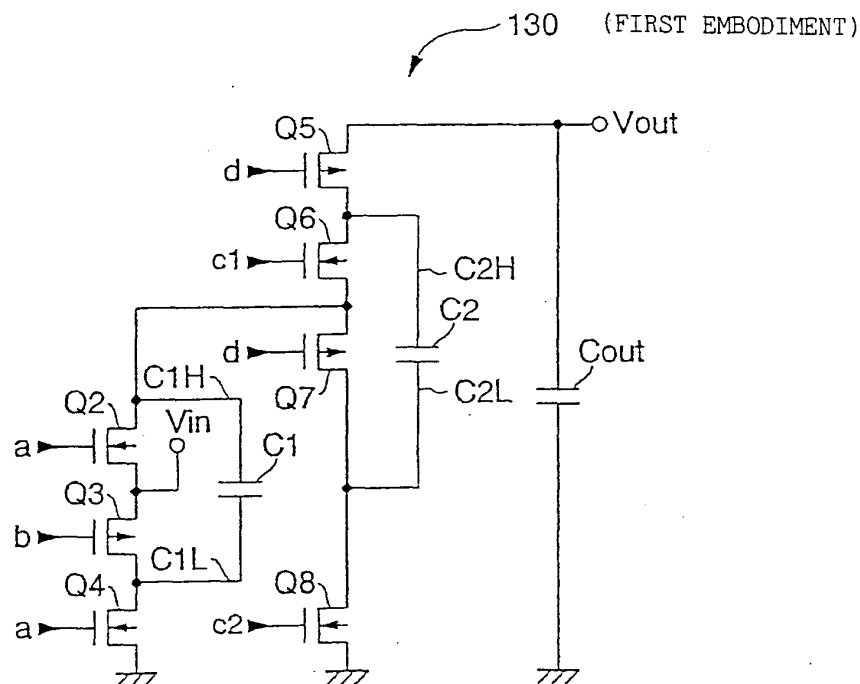 130 (FIRST EMBODIMENT)
Q5
Vout
d
Q6
c1
C2H
C2
d
Cout
C1H
Q7
C2L
Q2
Vin
a
C1
Q3
b
C1L
Q4
Q8
a
c2